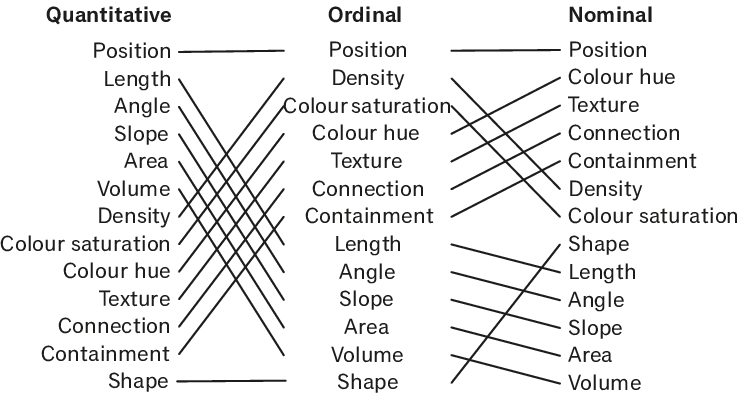 Quantitative Ordinal Nominal
Position Position Position
Length Density Colour hue
Angle Colour saturation Texture
Slope Colour hue Connection
Area Texture Containment
Volume Connection Density
Density Containment Colour saturation
Colour saturation Length Shape
Colour hue Angle Length
Texture Slope Angle
Connection Area Slope
Containment Volume Area
Shape Shape Volume